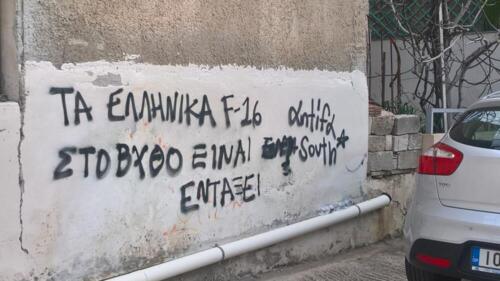 ΤΑ ΕΛΛΗΝΙΚΑ F-16
ΣΤΟ ΒΥΘΟ ΕΙΝΑΙ
ΕΝΤΑΞΕΙ
antifa
South*